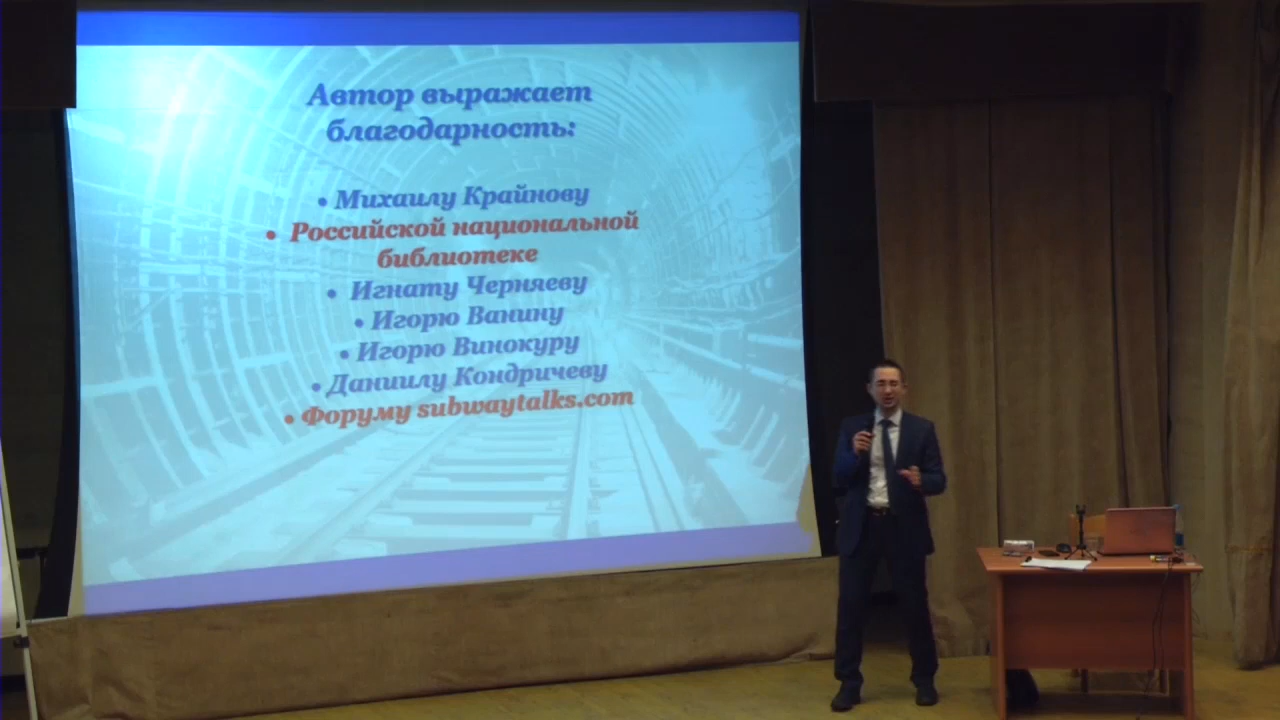 Автор выражает
благодарность:
• Михаилу Крайнову
• Российской национальной
библиотеке
• Игнату Черняеву
• Игорю Ванину
• Игорю Винокуру
• Даниилу Кондричеву
• Форуму subwaytalks.com